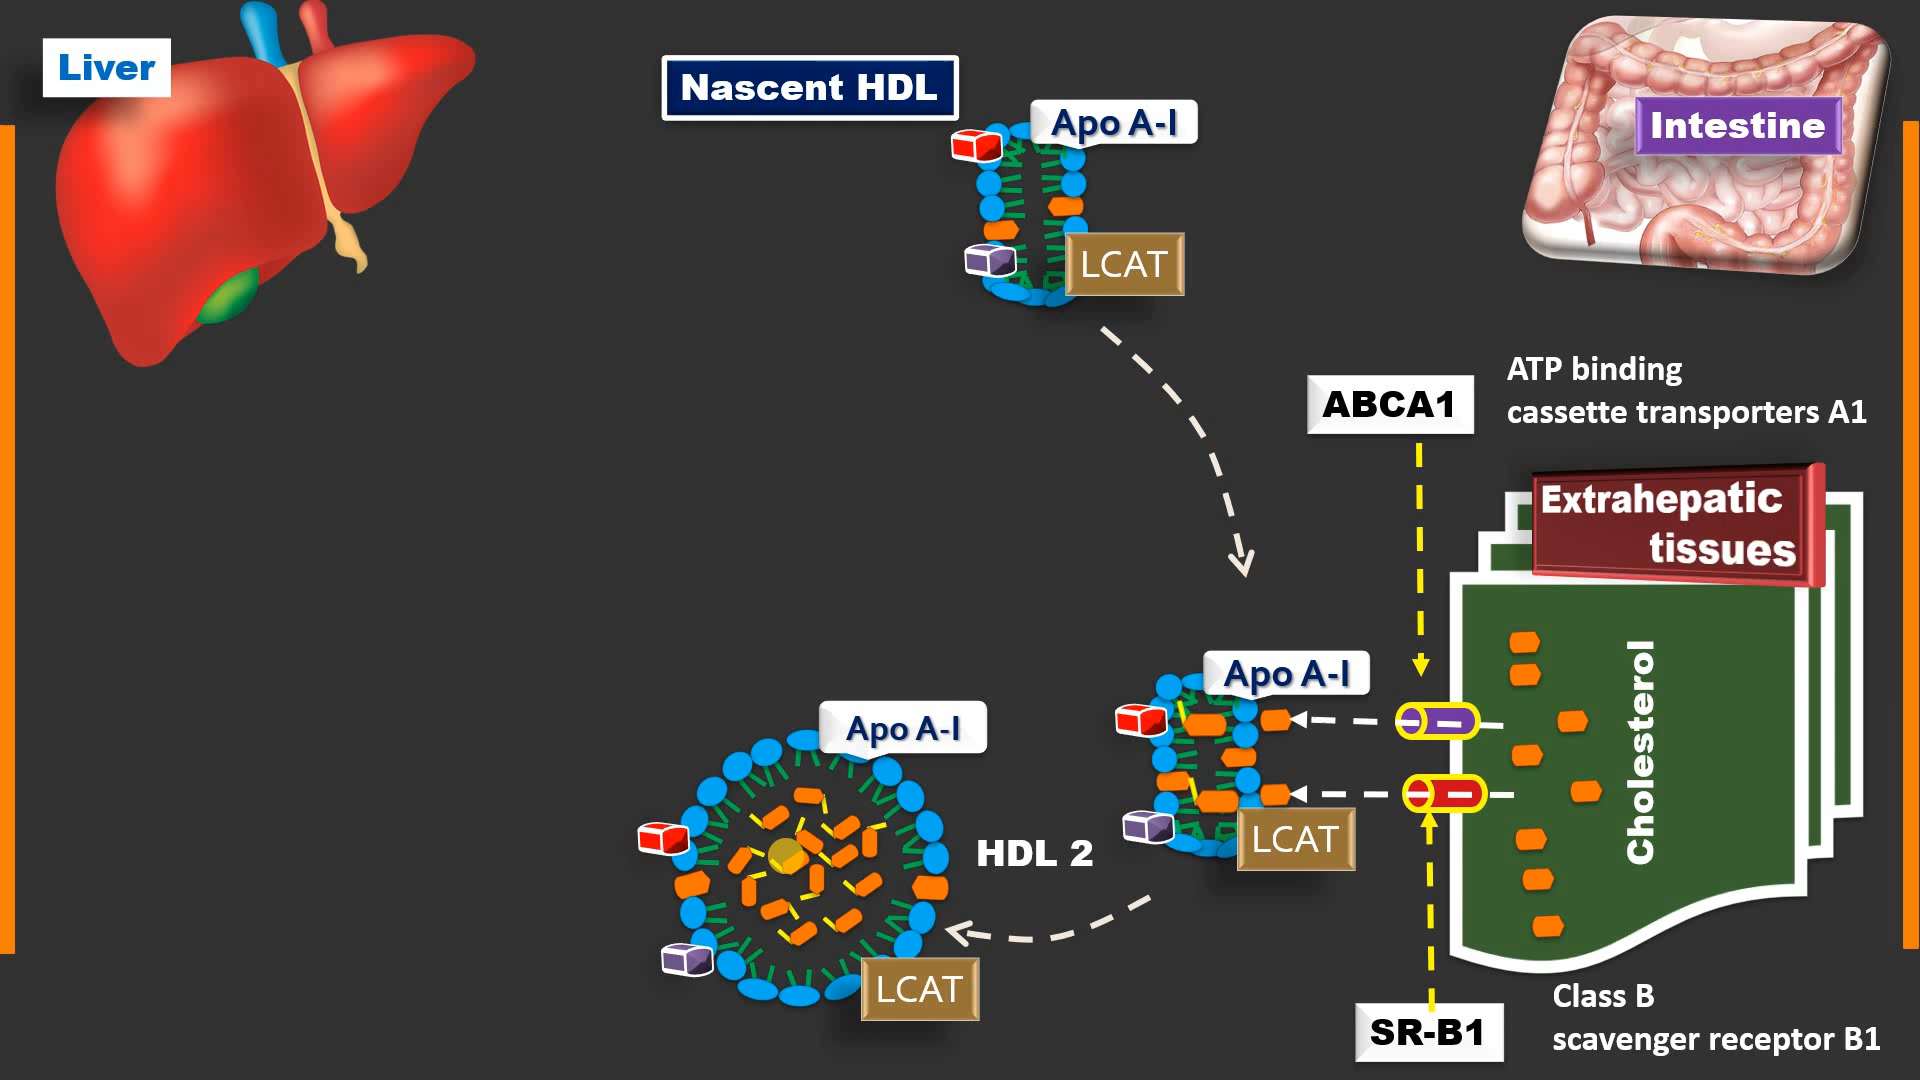 Liver
Nascent HDL
Apo A-I
Intestine
LCAT
ABCA1
ATP binding
cassette transporters A1
Extrahepatic
tissues
Cholesterol
Apo A-I
Apo A-I
HDL 2
LCAT
LCAT
SR-B1
Class B
scavenger receptor B1